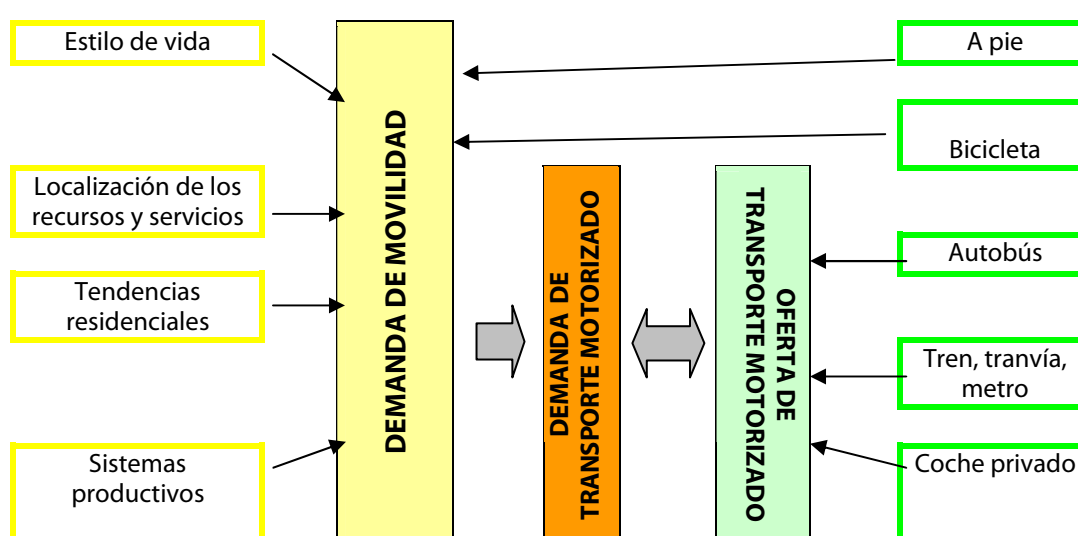 Estilo de vida
Localización de los
recursos y servicios
Tendencias
residenciales
Sistemas
productivos
DEMANDA DE MOVILIDAD
DEMANDA DE
TRANSPORTE MOTORIZADO
OFERTA DE
TRANSPORTE MOTORIZADO
A pie
Bicicleta
Autobús
Tren, tranvía,
metro
Coche privado